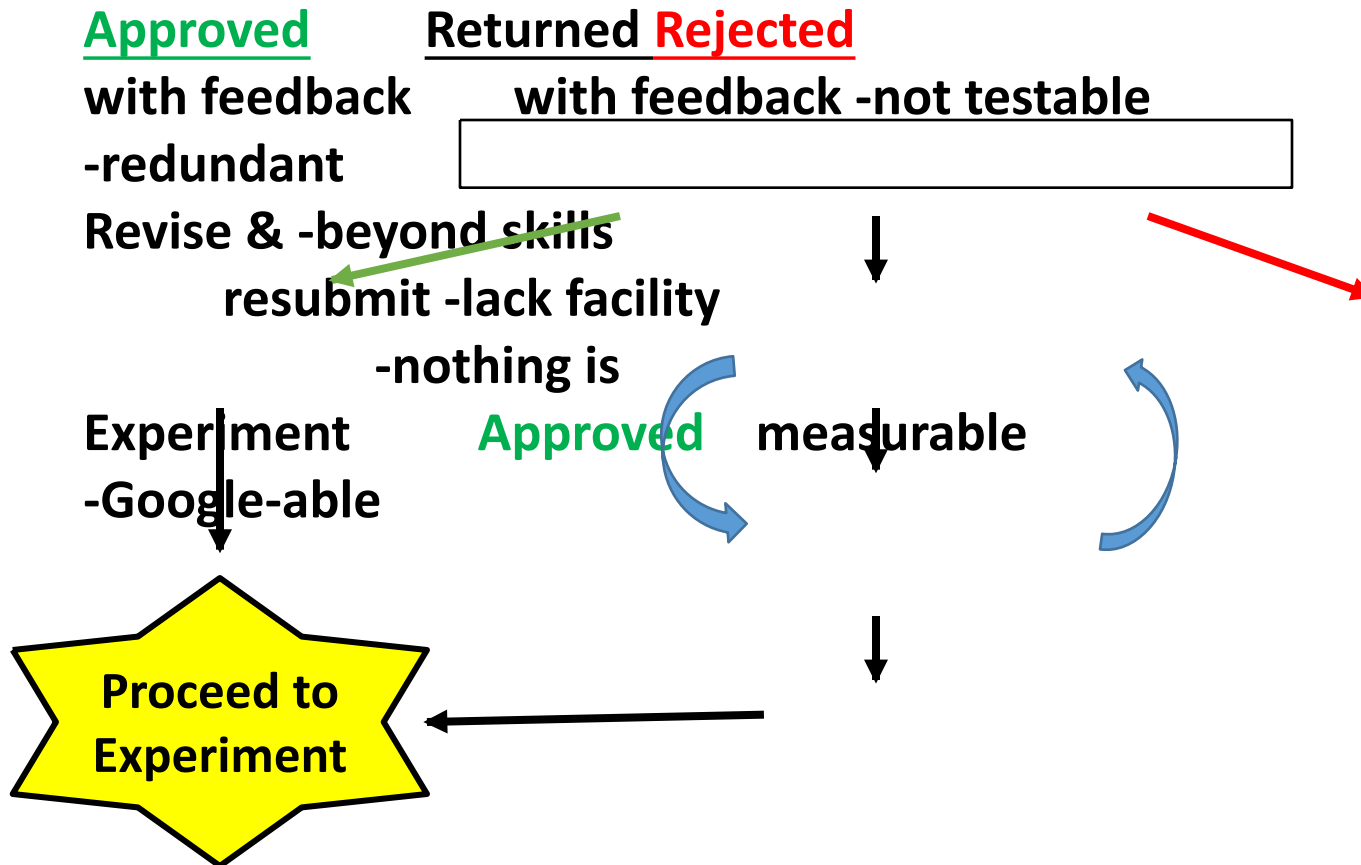 Approved Returned Rejected
with feedback with feedback -not testable
-redundant
Revise & -beyond skills
resubmit -lack facility
-nothing is
Experiment Approved measurable
-Google-able
Proceed to
Experiment